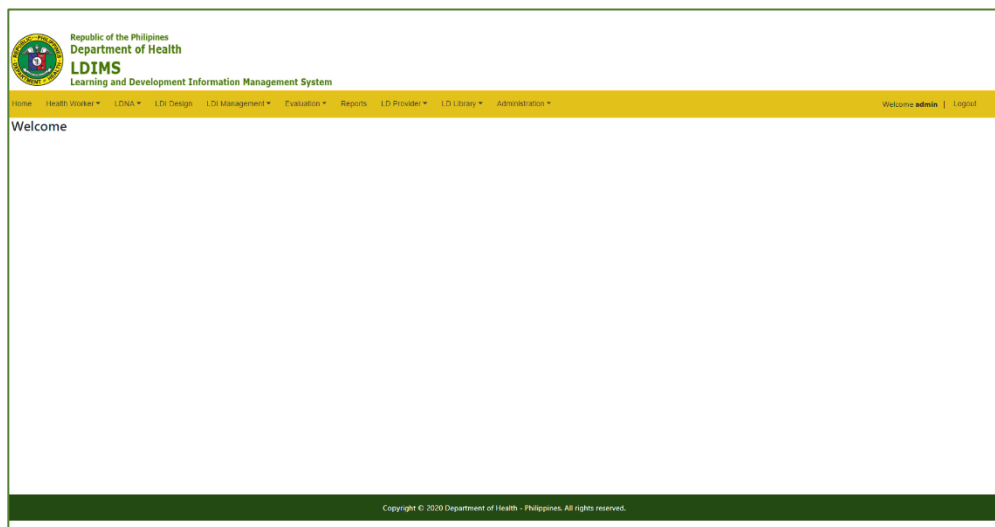 Republic of the Philipines
Department of Health
LDIMS
Learning and Development Information Management System
Home Health Worker LDNA LDI Design LDI Management Evaluation Reports LD Provider LD Library Administration Welcome admin | Logout
Welcome
Copyright © 2020 Department of Health - Philippines. All rights reserved.